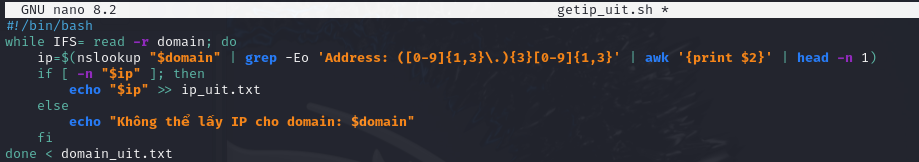 GNU nano 8.2 getip_uit.sh *
#!/bin/bash
while IFS= read -r domain; do
    ip=$(nslookup "$domain" | grep -Eo 'Address: ([0-9]{1,3}\.){3}[0-9]{1,3}' | awk '{print $2}' | head -n 1)
    if [ -n "$ip" ]; then
        echo "$ip" >> ip_uit.txt
    else
        echo "Không thể lấy IP cho domain: $domain"
    fi
done < domain_uit.txt